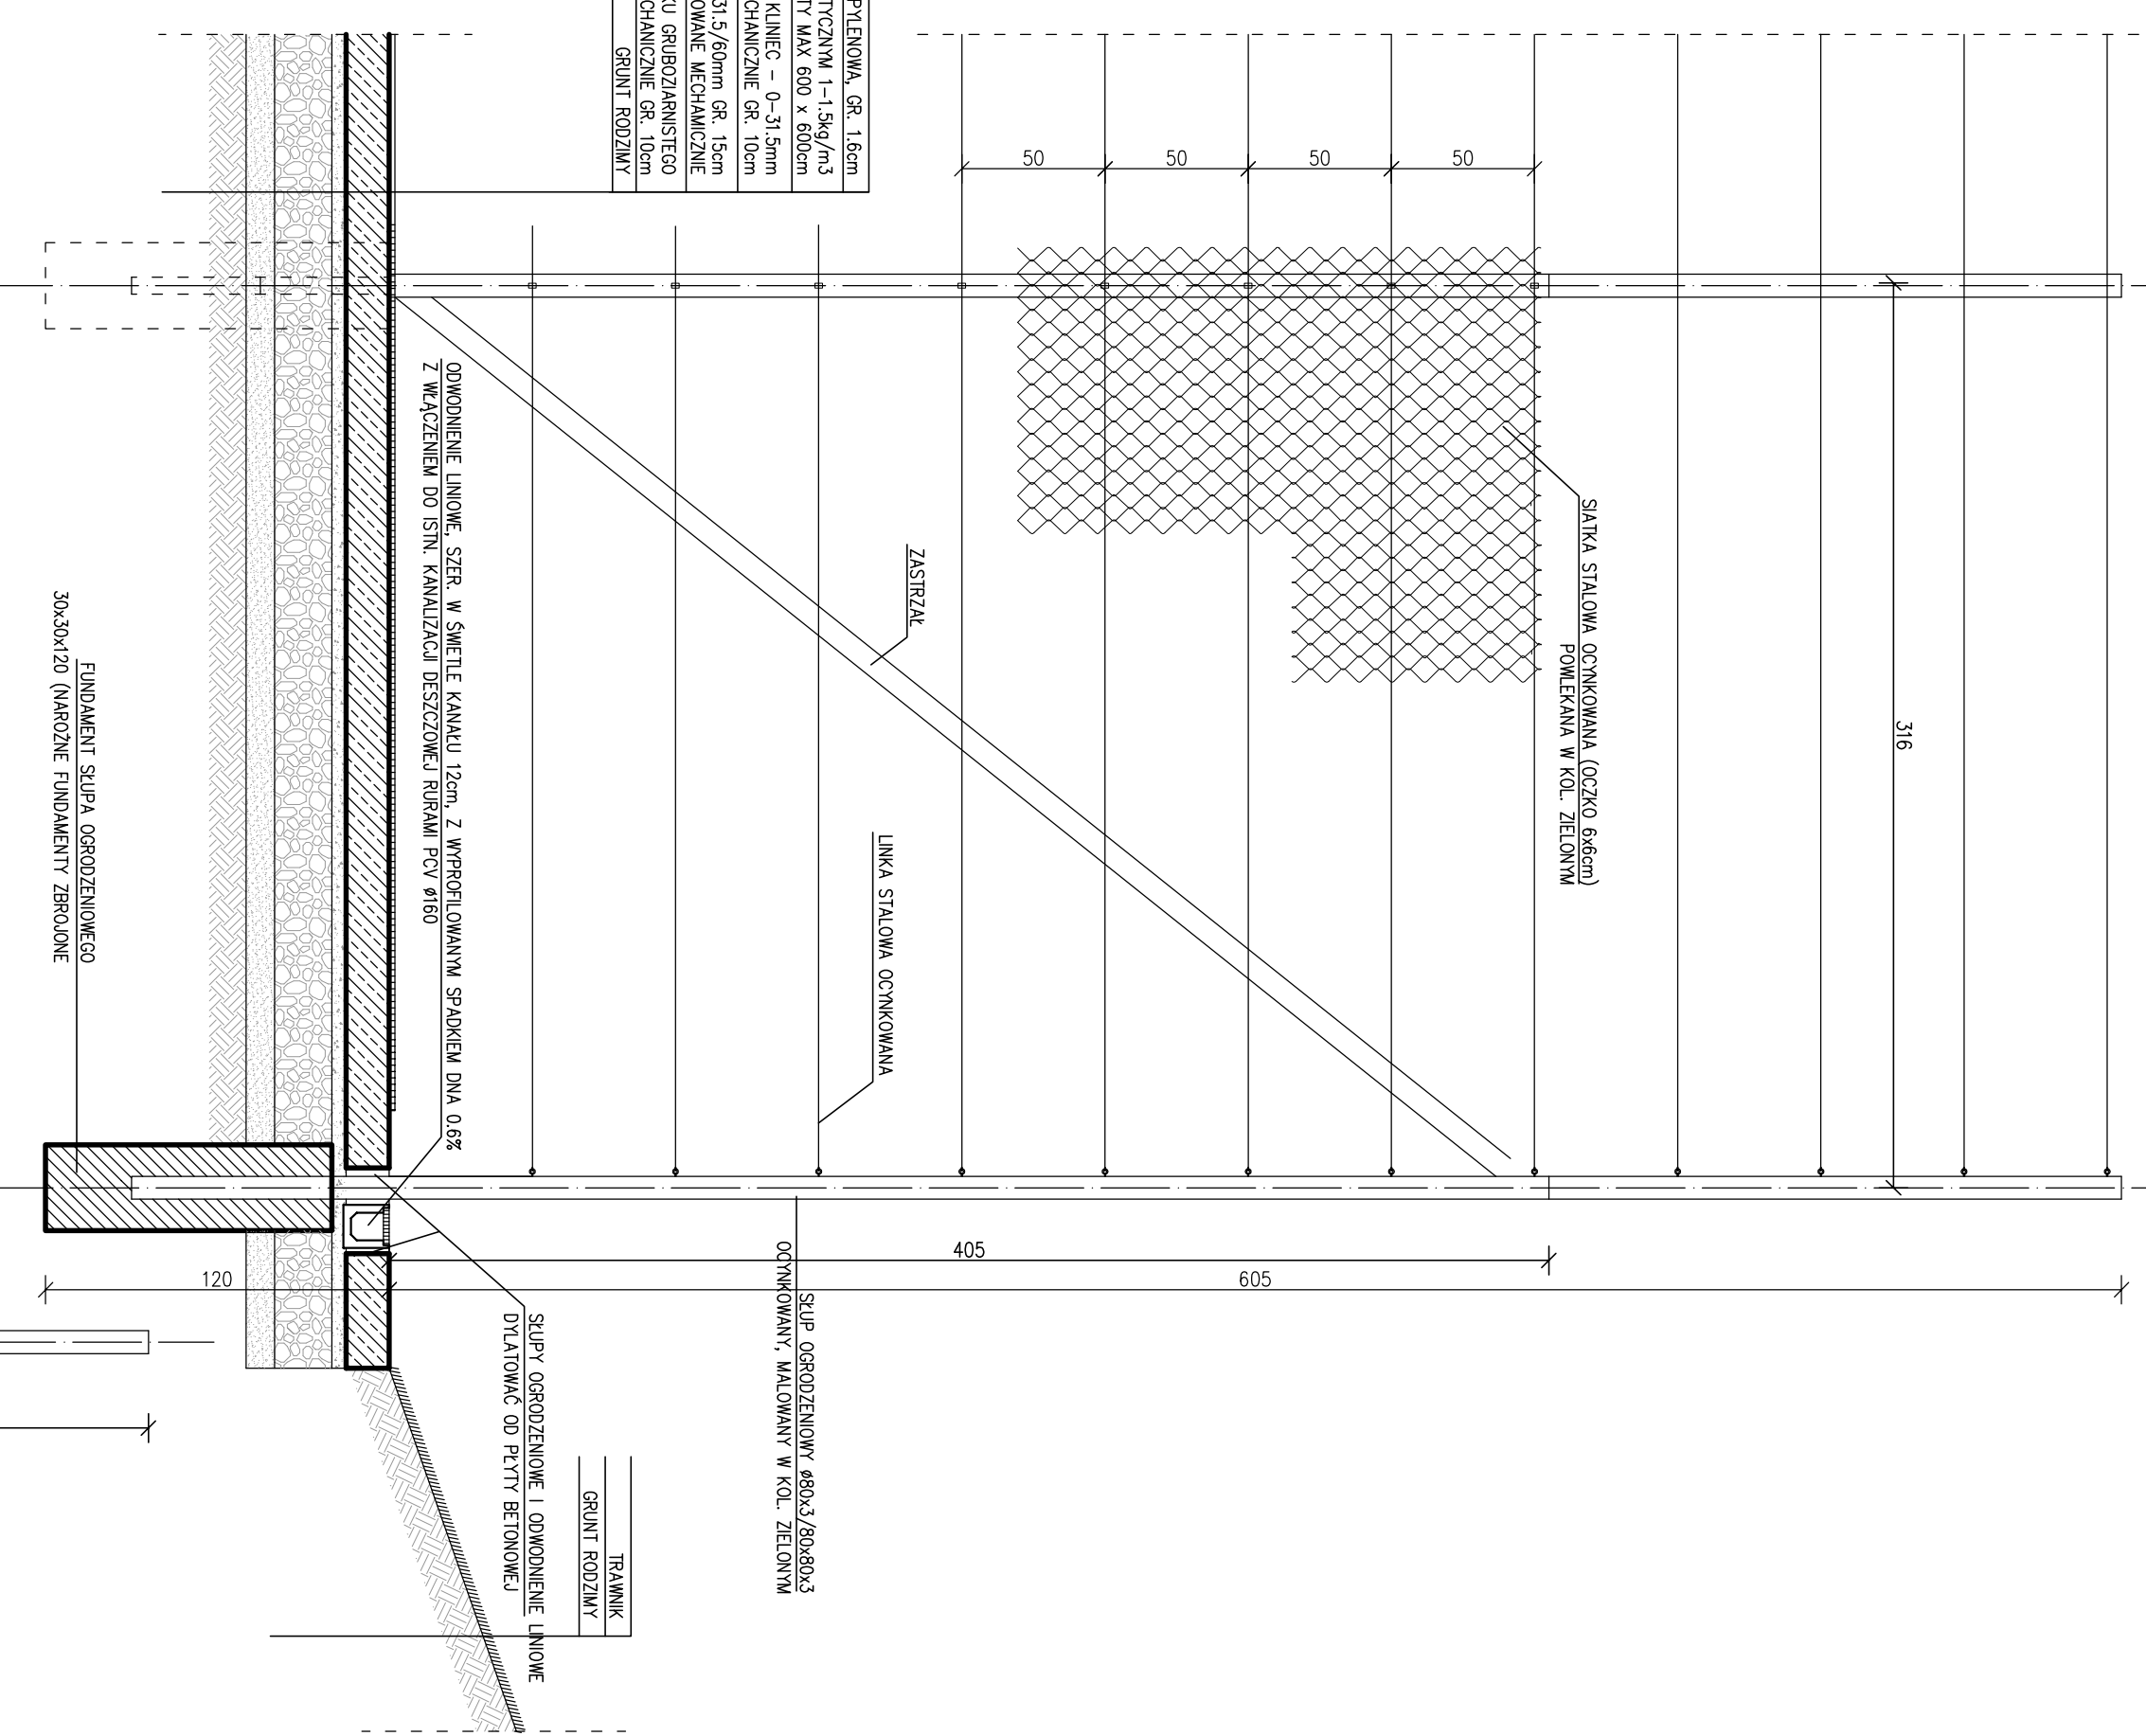 PYLENOWA, GR. 1.6cm
TYCZNYM 1-1.5kg/m3
TY MAX 600 x 600cm
KLINIEC - 0-31.5mm
CHANICZNIE GR. 10cm
31.5/60mm GR. 15cm
OWANE MECHAMICZNIE
KU GRUBOZIARNISTEGO
CHANICZNIE GR. 10cm
GRUNT RODZIMY
50
50
50
50
316
SIATKA STALOWA OCYNKOWANA (OCZKO 6x6cm)
POWLEKANA W KOL. ZIELONYM
ZASTRZAŁ
LINKA STALOWA OCYNKOWANA
ODWODNIENIE LINIOWE, SZER. W ŚWIETLE KANAŁU 12cm, Z WYPROFILOWANYM SPADKIEM DNA 0.6%
Z WŁĄCZENIEM DO ISTN. KANALIZACJI DESZCZOWEJ RURAMI PCV ø160
FUNDAMENT SŁUPA OGRODZENIOWEGO
30x30x120 (NAROŻNE FUNDAMENTY ZBROJONE
405
605
120
SŁUP OGRODZENIOWY ø80x3/80x80x3
OCYNKOWANY, MALOWANY W KOL. ZIELONYM
SŁUPY OGRODZENIOWE I ODWODNIENIE LINIOWE
DYLATOWAĆ OD PŁYTY BETONOWEJ
TRAWNIK
GRUNT RODZIMY